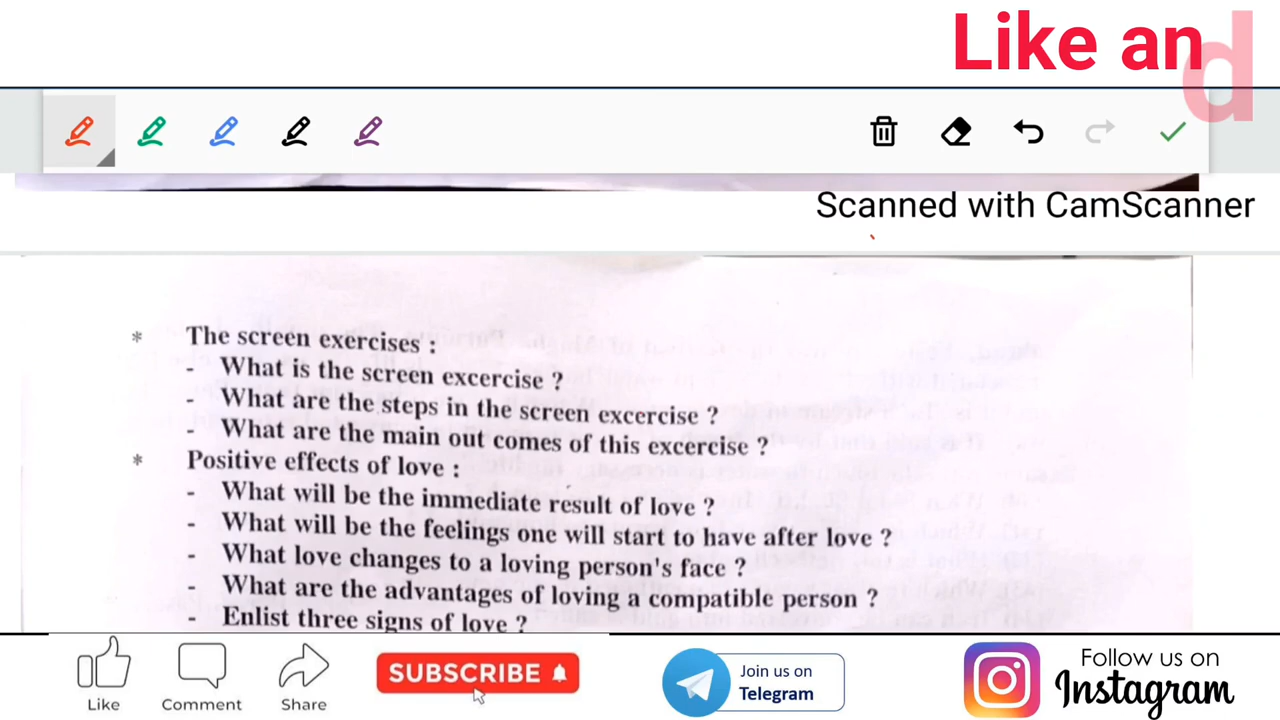 Like and
Scanned with CamScanner
* The screen exercises :
- What is the screen excercise ?
- What are the steps in the screen excercise ?
- What are the main out comes of this excercise ?
* Positive effects of love :
- What will be the immediate result of love ?
- What will be the feelings one will start to have after love ?
- What love changes to a loving person's face ?
- What are the advantages of loving a compatible person ?
- Enlist three signs of love ?
Like
Comment
Share
SUBSCRIBE
Join us on
Telegram
Follow us on
Instagram